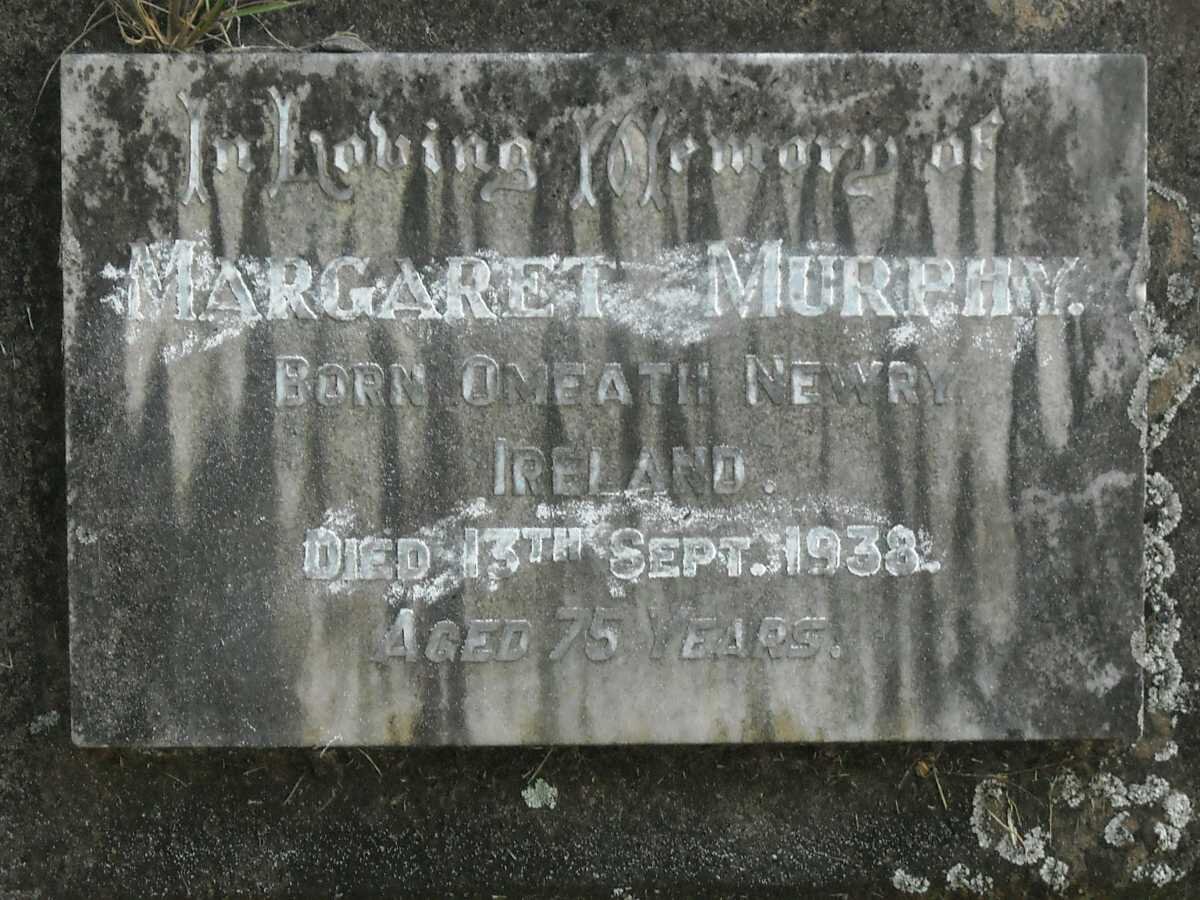 In Loving Memory of
MARGARET MURPHY.
BORN OMEATH NEWRY.
IRELAND.
DIED 13TH SEPT. 1938.
AGED 75 YEARS.